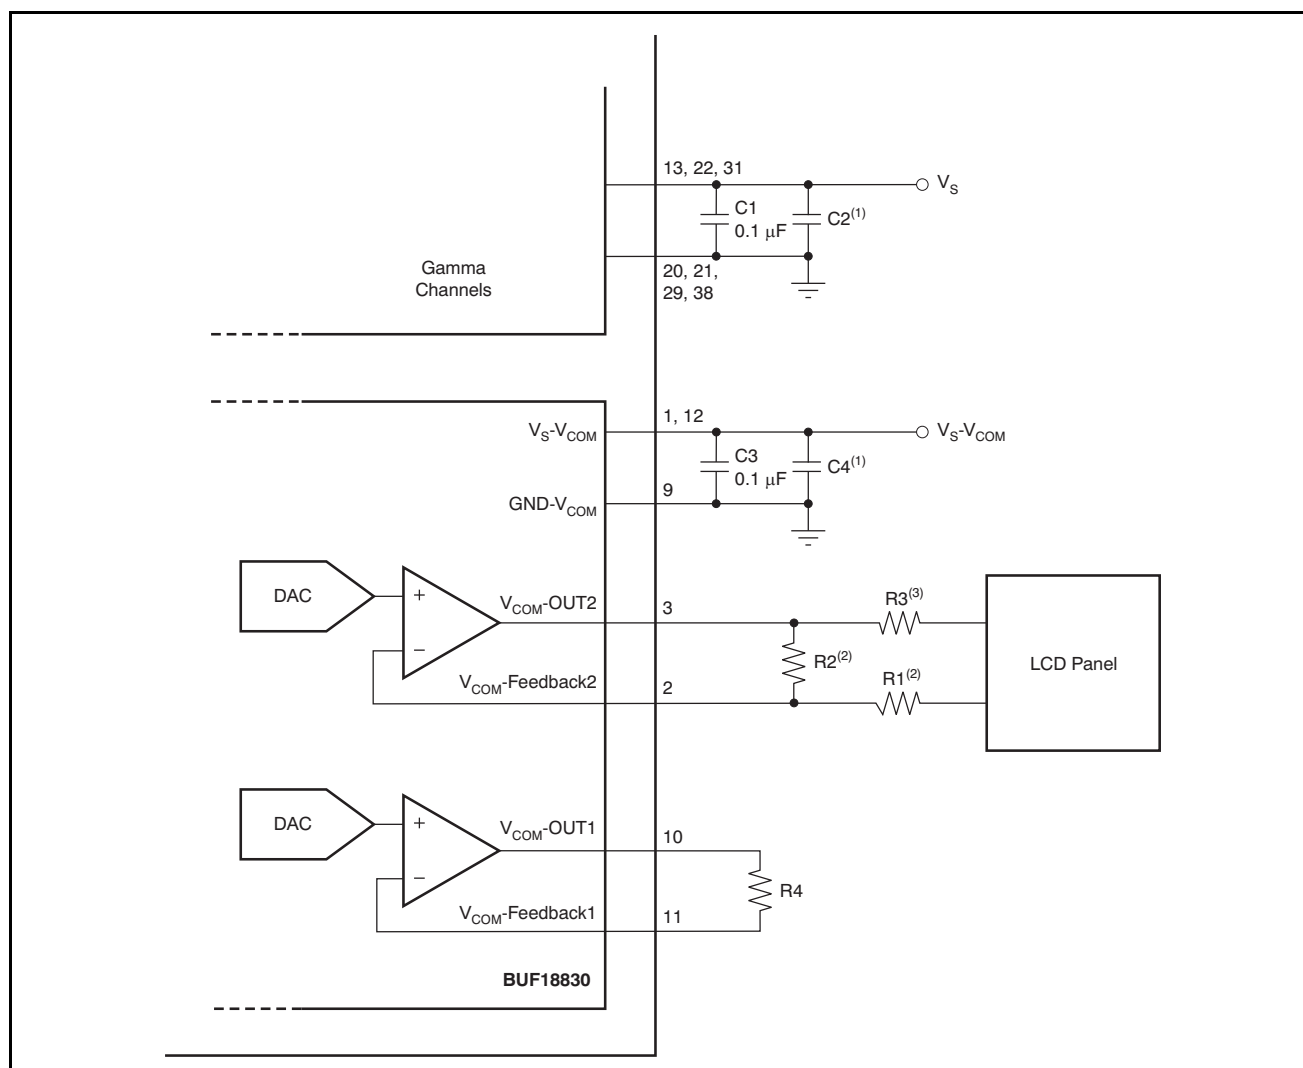 13, 22, 31
V_S
C1
0.1 μF
C2(1)
Gamma
Channels
20, 21,
29, 38
1, 12
V_S-V_COM
V_S-V_COM
C3
0.1 μF
C4(1)
9
GND-V_COM
DAC
+
−
V_COM-OUT2
3
R3(3)
R2(2)
LCD Panel
V_COM-Feedback2
2
R1(2)
DAC
+
−
V_COM-OUT1
10
R4
V_COM-Feedback1
11
BUF18830